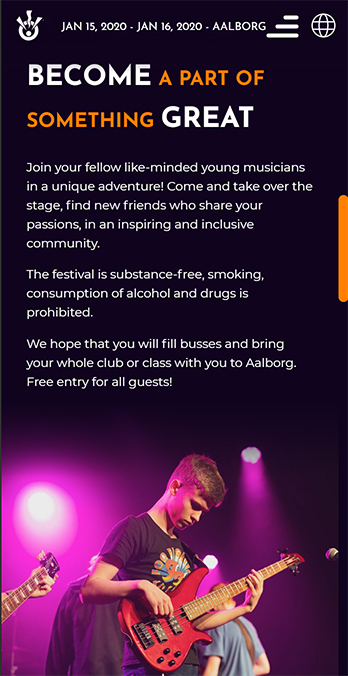 JAN 15, 2020 - JAN 16, 2020 - AALBORG
BECOME A PART OF
SOMETHING GREAT
Join your fellow like-minded young musicians
in a unique adventure! Come and take over the
stage, find new friends who share your
passions, in an inspiring and inclusive
community.
The festival is substance-free, smoking,
consumption of alcohol and drugs is
prohibited.
We hope that you will fill busses and bring
your whole club or class with you to Aalborg.
Free entry for all guests!